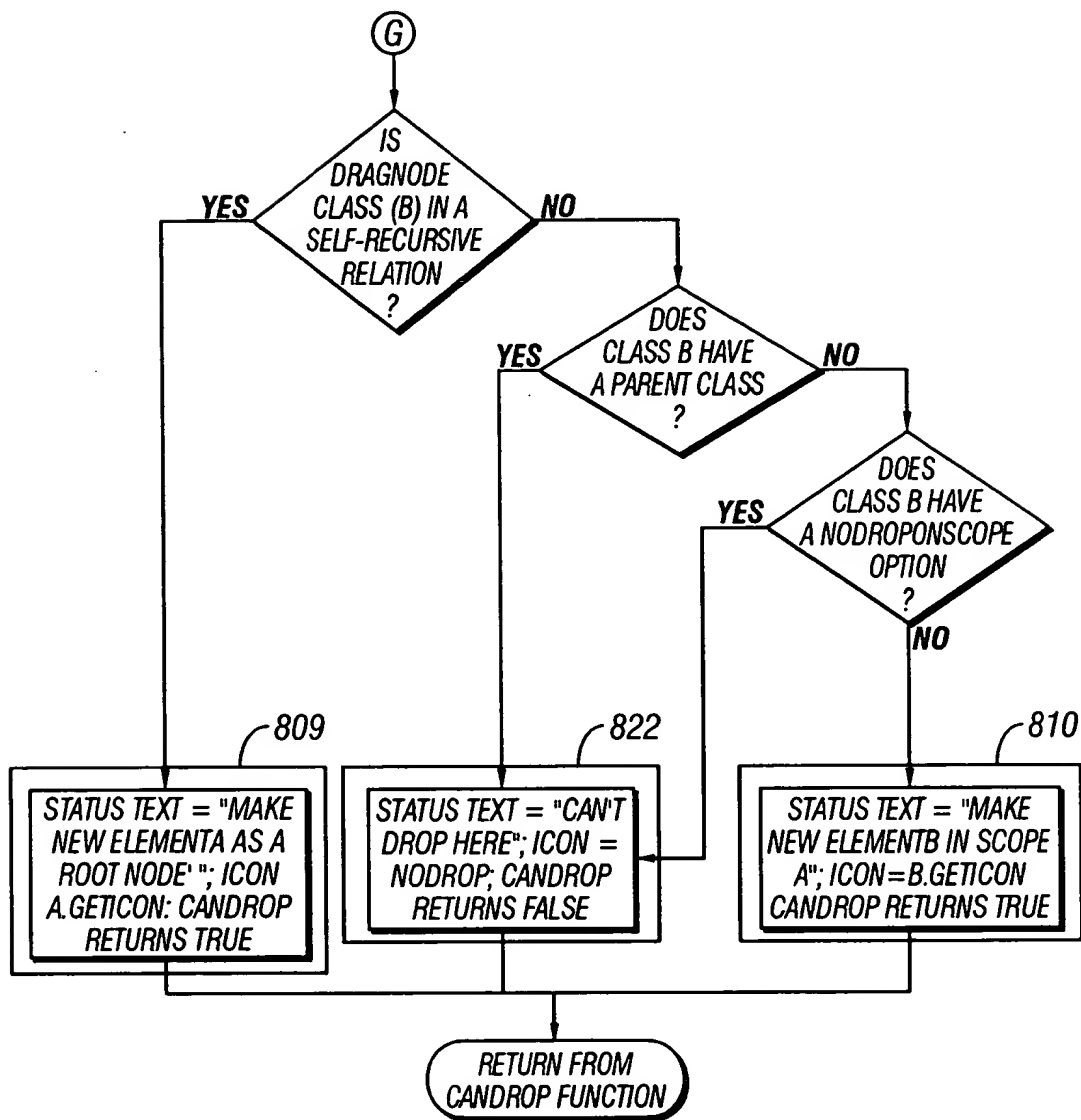 G
IS
DRAGNODE
CLASS (B) IN A
SELF-RECURSIVE
RELATION
?
YES
NO
DOES
CLASS B HAVE
A PARENT CLASS
?
YES
NO
DOES
CLASS B HAVE
A NODROPONSCOPE
OPTION
?
YES
NO
809
STATUS TEXT = "MAKE
NEW ELEMENTA AS A
ROOT NODE' "; ICON
A.GETICON: CANDROP
RETURNS TRUE
822
STATUS TEXT = "CAN'T
DROP HERE"; ICON =
NODROP; CANDROP
RETURNS FALSE
810
STATUS TEXT = "MAKE
NEW ELEMENTB IN SCOPE
A"; ICON=B.GETICON
CANDROP RETURNS TRUE
RETURN FROM
CANDROP FUNCTION